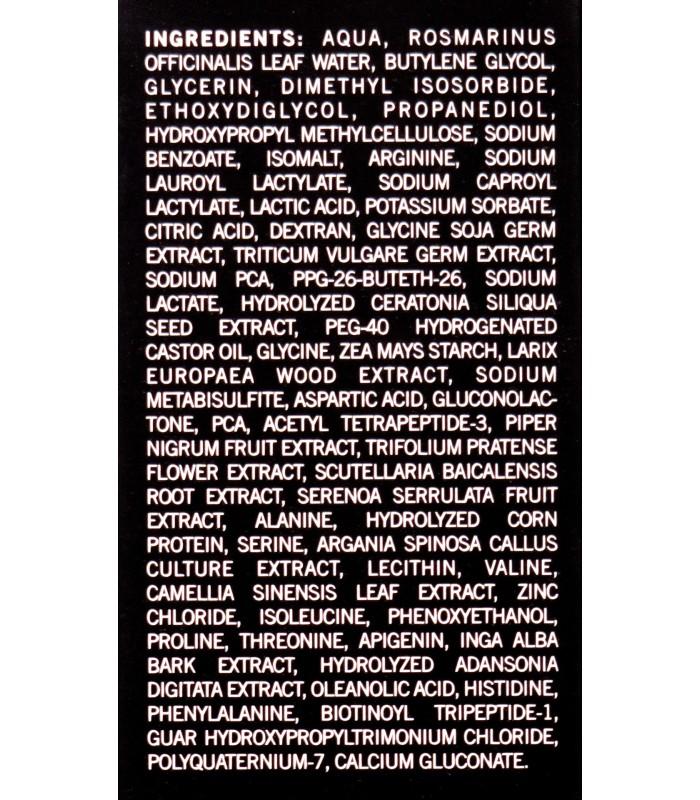 INGREDIENTS: AQUA, ROSMARINUS
OFFICINALIS LEAF WATER, BUTYLENE GLYCOL,
GLYCERIN, DIMETHYL ISOSORBIDE,
ETHOXYDIGLYCOL, PROPANEDIOL,
HYDROXYPROPYL METHYLCELLULOSE, SODIUM
BENZOATE, ISOMALT, ARGININE, SODIUM
LAUROYL LACTYLATE, SODIUM CAPROYL
LACTYLATE, LACTIC ACID, POTASSIUM SORBATE,
CITRIC ACID, DEXTRAN, GLYCINE SOJA GERM
EXTRACT, TRITICUM VULGARE GERM EXTRACT,
SODIUM PCA, PPG-26-BUTETH-26, SODIUM
LACTATE, HYDROLYZED CERATONIA SILIQUA
SEED EXTRACT, PEG-40 HYDROGENATED
CASTOR OIL, GLYCINE, ZEA MAYS STARCH, LARIX
EUROPAEA WOOD EXTRACT, SODIUM
METABISULFITE, ASPARTIC ACID, GLUCONOLAC-
TONE, PCA, ACETYL TETRAPEPTIDE-3, PIPER
NIGRUM FRUIT EXTRACT, TRIFOLIUM PRATENSE
FLOWER EXTRACT, SCUTELLARIA BAICALENSIS
ROOT EXTRACT, SERENOA SERRULATA FRUIT
EXTRACT, ALANINE, HYDROLYZED CORN
PROTEIN, SERINE, ARGANIA SPINOSA CALLUS
CULTURE EXTRACT, LECITHIN, VALINE,
CAMELLIA SINENSIS LEAF EXTRACT, ZINC
CHLORIDE, ISOLEUCINE, PHENOXYETHANOL,
PROLINE, THREONINE, APIGENIN, INGA ALBA
BARK EXTRACT, HYDROLYZED ADANSONIA
DIGITATA EXTRACT, OLEANOLIC ACID, HISTIDINE,
PHENYLALANINE, BIOTINOYL TRIPEPTIDE-1,
GUAR HYDROXYPROPYLTRIMONIUM CHLORIDE,
POLYQUATERNIUM-7, CALCIUM GLUCONATE.